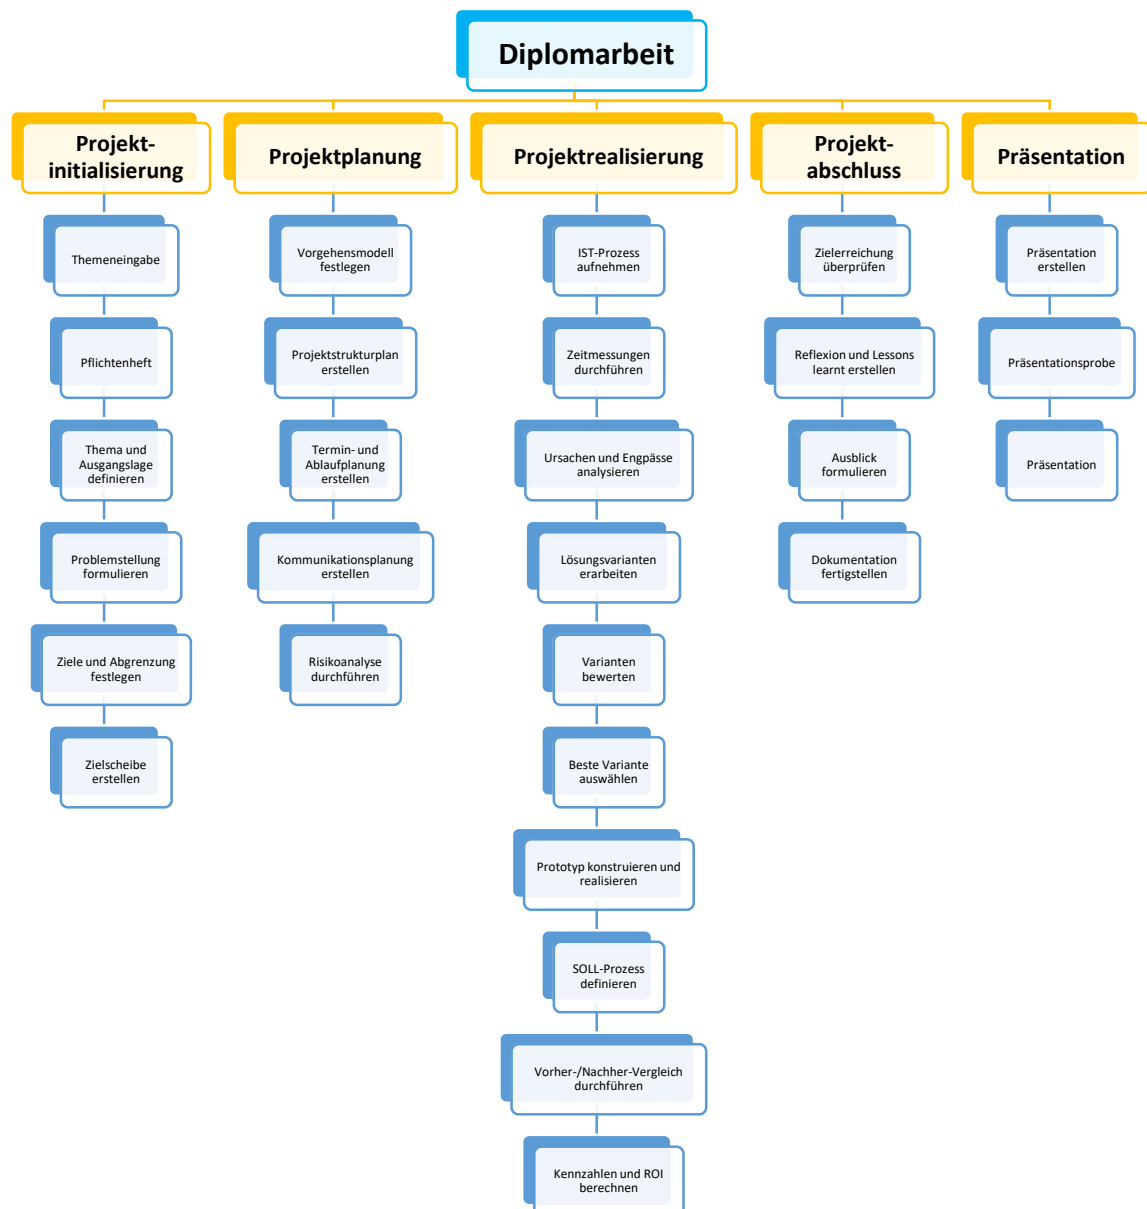 Diplomarbeit
Projekt-
initialisierung
Themeneingabe
Pflichtenheft
Thema und
Ausgangslage
definieren
Problemstellung
formulieren
Ziele und Abgrenzung
festlegen
Zielscheibe
erstellen
Projektplanung
Vorgehensmodell
festlegen
Projektstrukturplan
erstellen
Termin- und
Ablaufplanung
erstellen
Kommunikationsplanung
erstellen
Risikoanalyse
durchführen
Projektrealisierung
IST-Prozess
aufnehmen
Zeitmessungen
durchführen
Ursachen und Engpässe
analysieren
Lösungsvarianten
erarbeiten
Varianten
bewerten
Beste Variante
auswählen
Prototyp konstruieren und
realisieren
SOLL-Prozess
definieren
Vorher-/Nachher-Vergleich
durchführen
Kennzahlen und ROI
berechnen
Projekt-
abschluss
Zielerreichung
überprüfen
Reflexion und Lessons
learnt erstellen
Ausblick
formulieren
Dokumentation
fertigstellen
Präsentation
Präsentation
erstellen
Präsentationsprobe
Präsentation